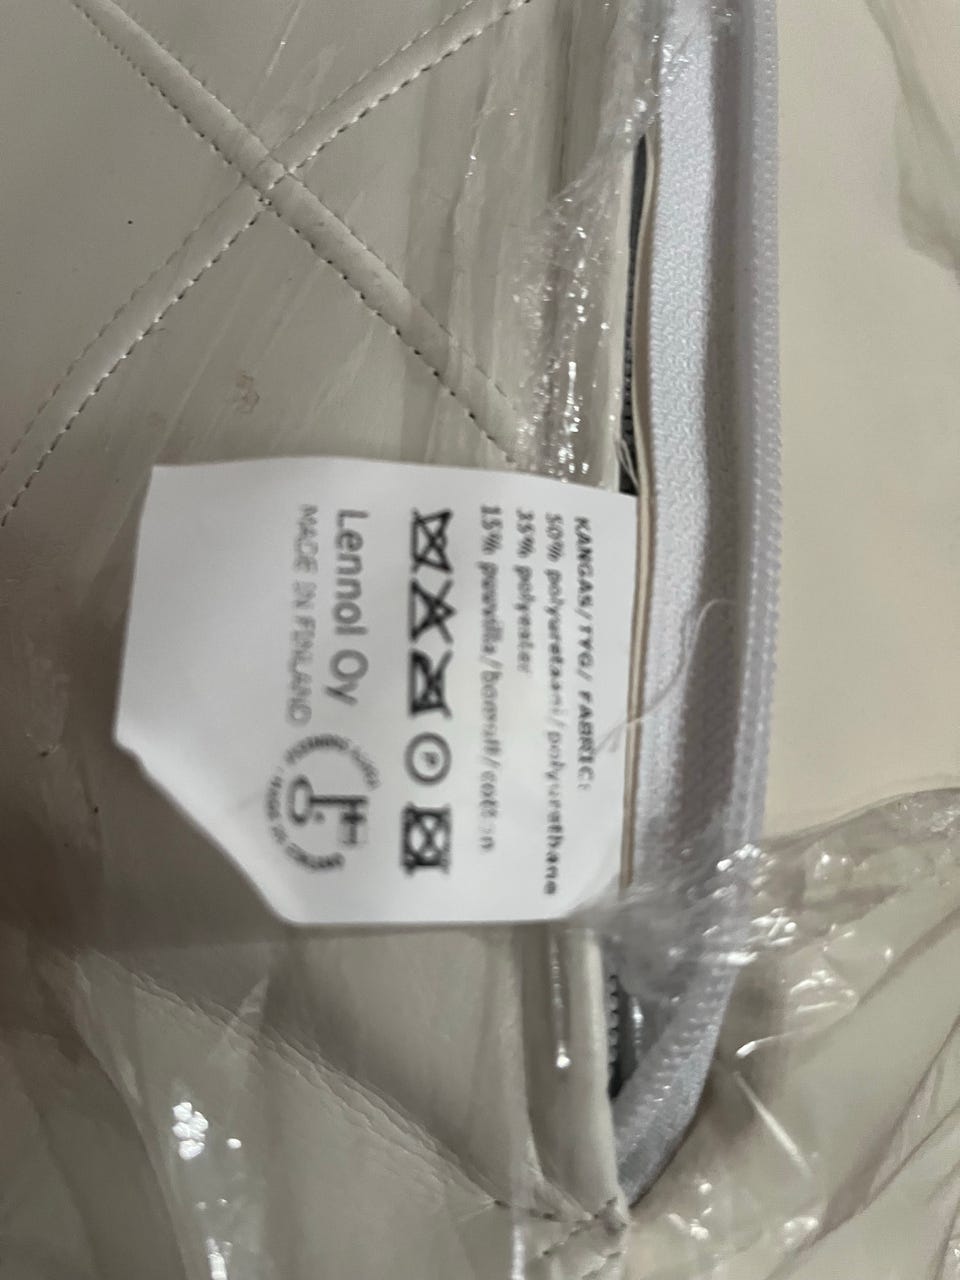 KANGAS/TYG/ FABRIC:
50% polyuretaani/polyurethane
35% polyester
15% puuvilla/bomull/cotton
P
Lennol Oy
MADE IN FINLAND